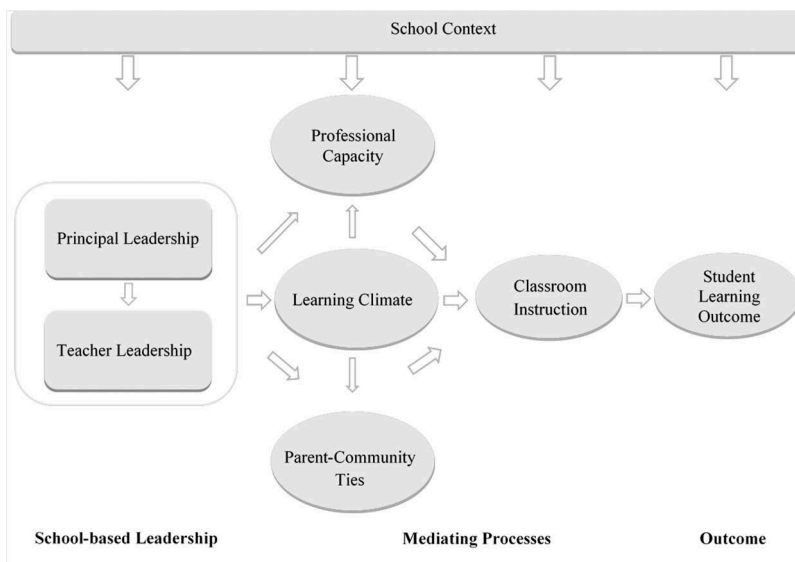 School Context
Professional
Capacity
Principal Leadership
Teacher Leadership
Learning Climate
Classroom
Instruction
Student
Learning
Outcome
Parent-Community
Ties
School-based Leadership
Mediating Processes
Outcome